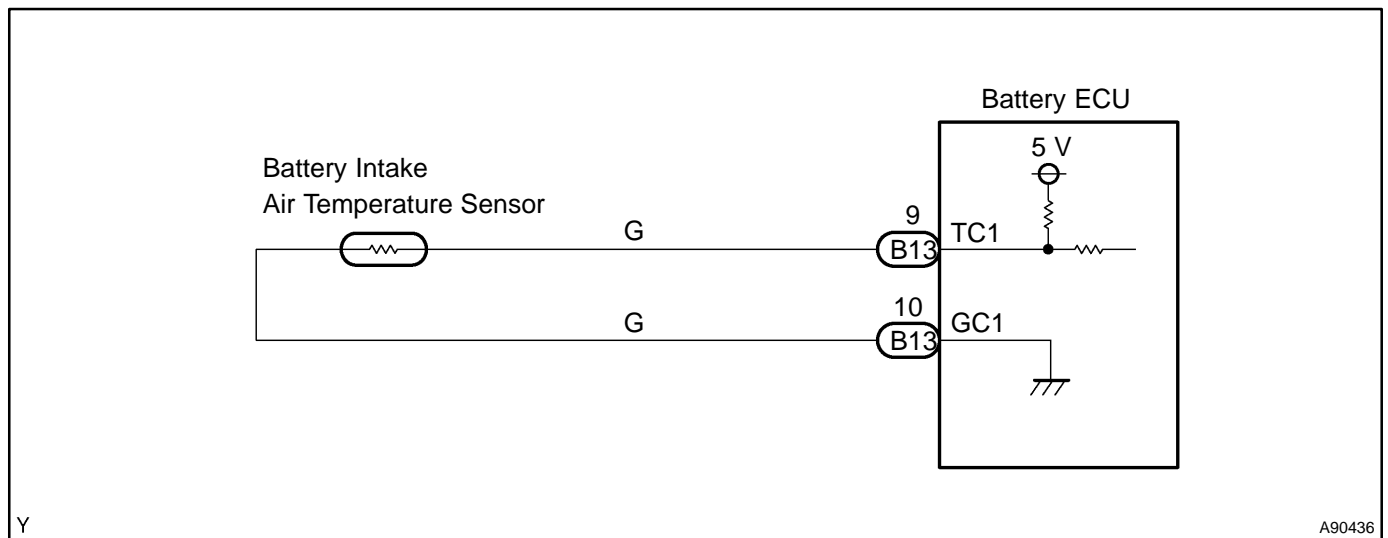 Battery ECU
5 V
Battery Intake
Air Temperature Sensor
G
9
B13
TC1
G
10
B13
GC1
Y
A90436